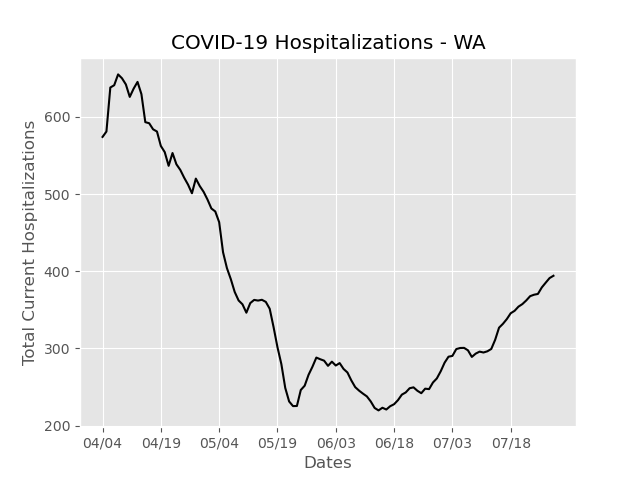 COVID-19 Hospitalizations - WA
Total Current Hospitalizations
600
500
400
300
200
04/04 04/19 05/04 05/19 06/03 06/18 07/03 07/18
Dates